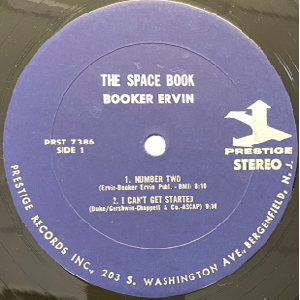 THE SPACE BOOK
BOOKER ERVIN
PRST 7386
SIDE 1
PRESTIGE
STEREO
1. NUMBER TWO
(Ervin-Booker Ervin Publ. - BMI) 8:10
2. I CAN'T GET STARTED
(Duke/Gershwin-Chappell & Co.-ASCAP) 9:36
PRESTIGE RECORDS INC., 203 S. WASHINGTON AVE., BERGENFIELD, N. J.